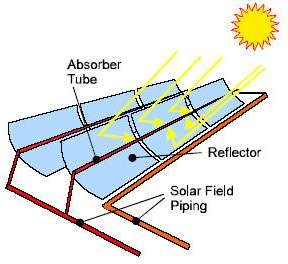 Absorber
Tube
Reflector
Solar Field
Piping